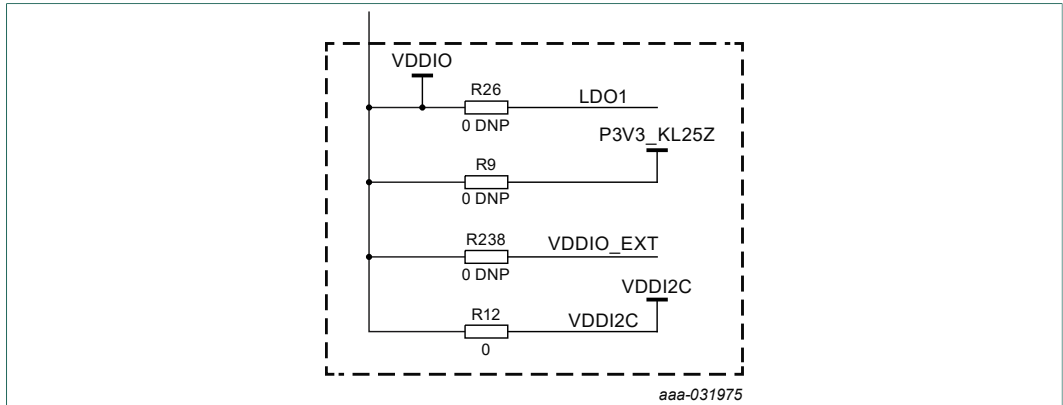 VDDIO
R26
LDO1
0 DNP
P3V3_KL25Z
R9
0 DNP
R238
VDDIO_EXT
0 DNP
VDDI2C
R12
VDDI2C
0
aaa-031975